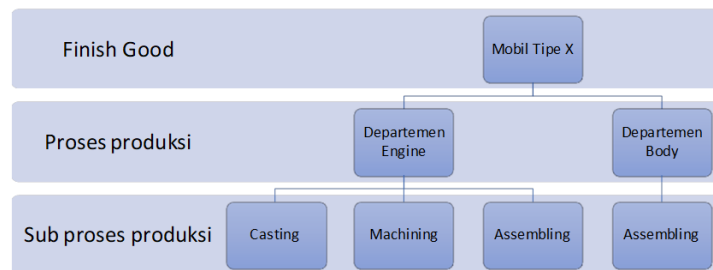 Finish Good
Mobil Tipe X
Proses produksi
Departemen
Engine
Departemen
Body
Sub proses produksi
Casting
Machining
Assembling
Assembling